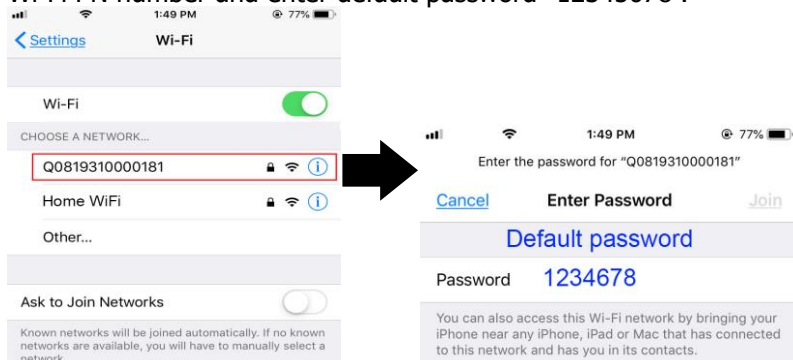 1:49 PM
77%
Settings
Wi-Fi
Wi-Fi
CHOOSE A NETWORK...
Q0819310000181
Home WiFi
Other...
Ask to Join Networks
Known networks will be joined automatically. If no known
networks are available, you will have to manually select a
network.
1:49 PM
77%
Enter the password for “Q0819310000181”
Cancel
Enter Password
Join
Default password
Password
1234678
You can also access this Wi-Fi network by bringing your
iPhone near any iPhone, iPad or Mac that has connected
to this network and has you in its contacts.